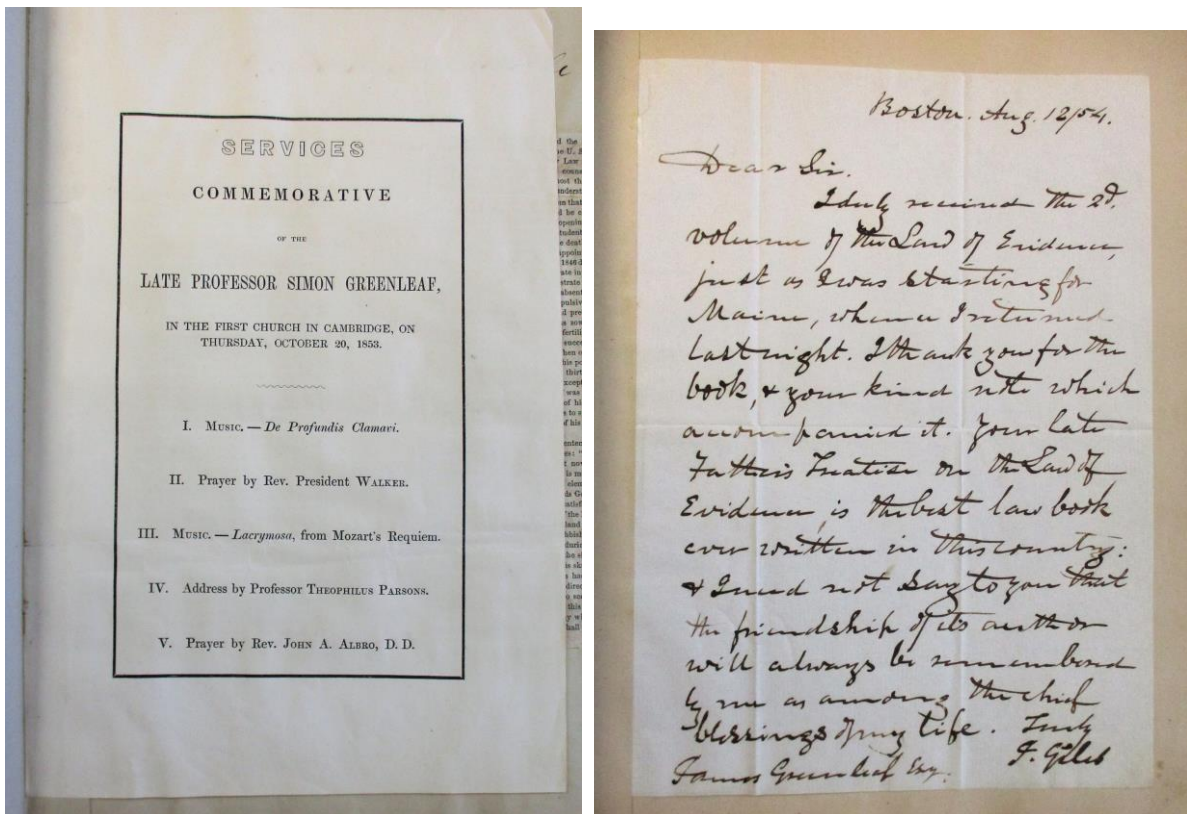 SERVICES
COMMEMORATIVE
OF THE
LATE PROFESSOR SIMON GREENLEAF,
IN THE FIRST CHURCH IN CAMBRIDGE, ON
THURSDAY, OCTOBER 20, 1853.
I. MUSIC. — De Profundis Clamavi.
II. Prayer by Rev. President WALKER.
III. MUSIC. — Lacrymosa, from Mozart's Requiem.
IV. Address by Professor THEOPHILUS PARSONS.
V. Prayer by Rev. JOHN A. ALBRO, D. D.
Boston. Aug. 12/54.
Dear Sir.
I duly received the 2d.
volume of the Law of Evidence,
just as I was starting for
Maine, whence I returned
last night. I thank you for the
book, & your kind note which
accompanied it. Your late
Father's Treatise on the Law of
Evidence, is the best law book
ever written in this country:
& I need not say to you that
the friendship of its author
will always be remembered
by me as among the chief
blessings of my life. Truly
James Greenleaf Esq.